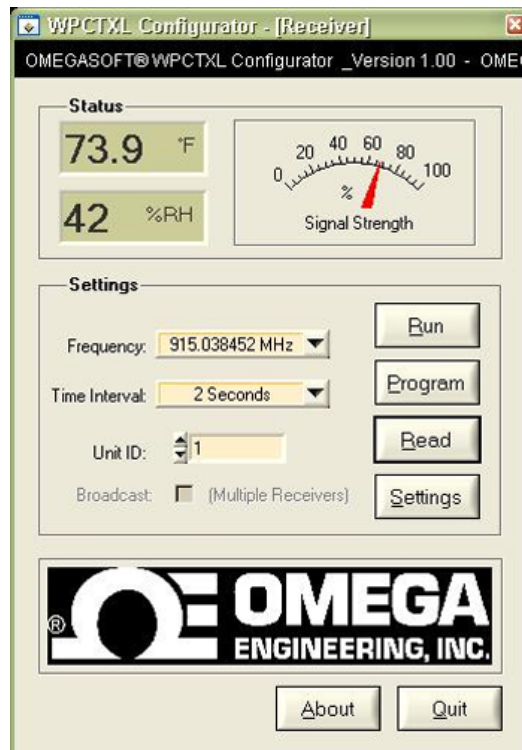 WPCTXL Configurator - [Receiver]
OMEGASOFT® WPCTXL Configurator _Version 1.00 - OME
Status
73.9 °F
42 %RH
0 20 40 60 80 100
%
Signal Strength
Settings
Frequency: 915.038452 MHz
Run
Time Interval: 2 Seconds
Program
Unit ID: 1
Read
Broadcast: (Multiple Receivers)
Settings
® OMEGA
ENGINEERING, INC.
About
Quit